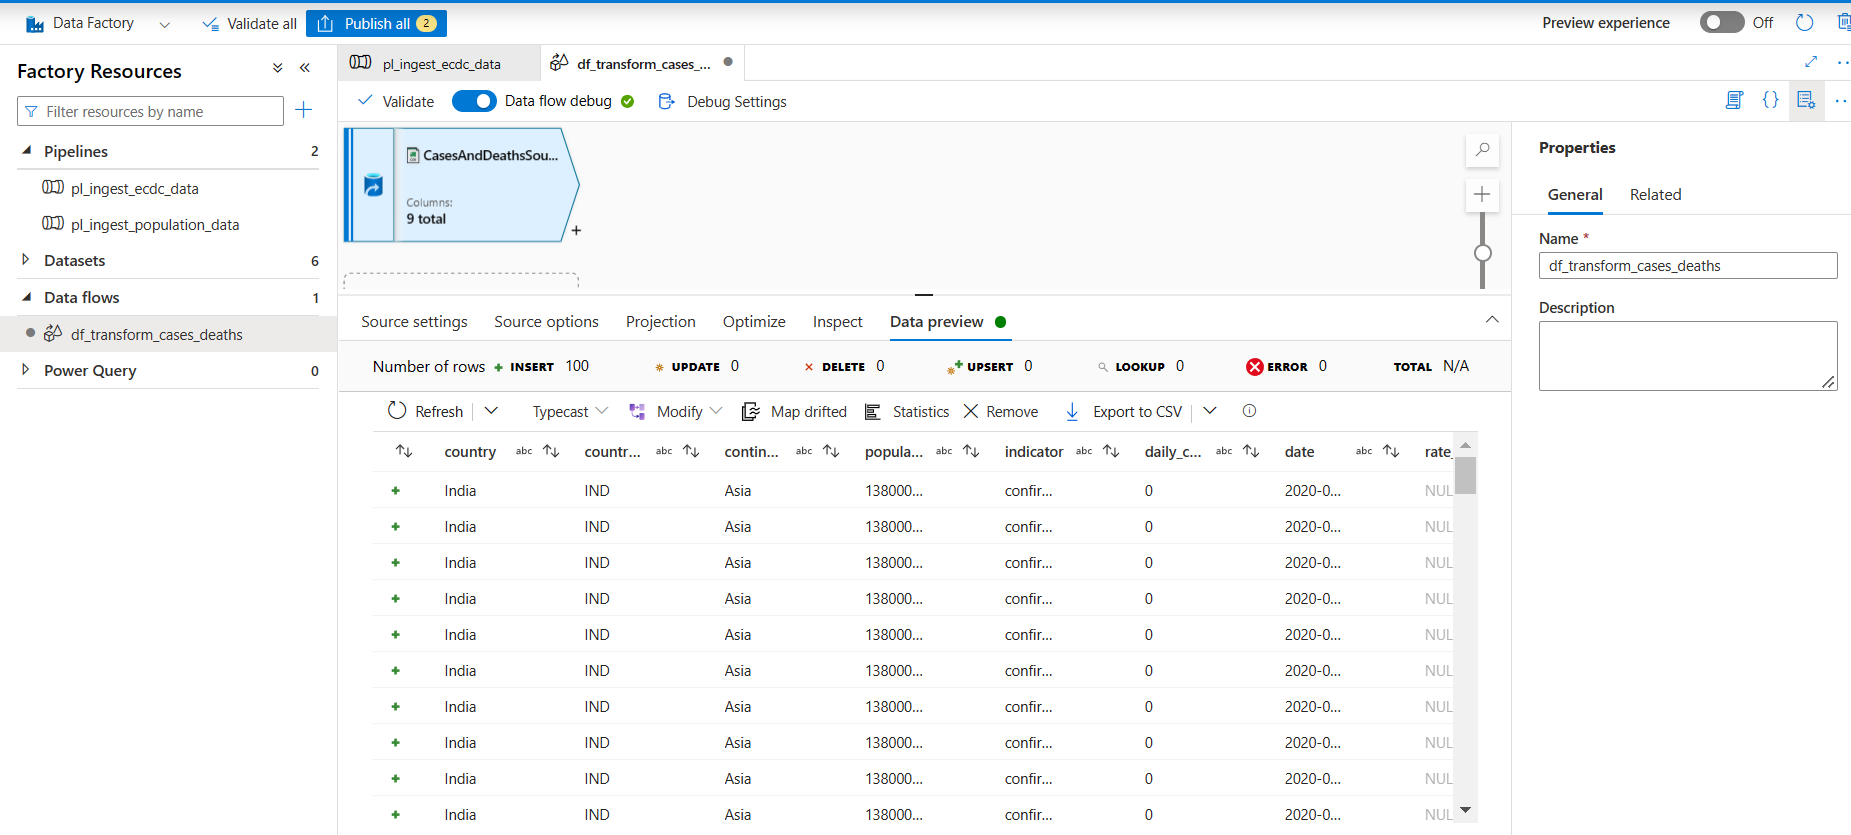 Data Factory
Validate all
Publish all 2
Preview experience
Off
Factory Resources
Filter resources by name
Pipelines 2
pl_ingest_ecdc_data
pl_ingest_population_data
Datasets 6
Data flows 1
df_transform_cases_deaths
Power Query 0
pl_ingest_ecdc_data
df_transform_cases_...
Validate
Data flow debug
Debug Settings
{}
CasesAndDeathsSou...
Columns:
9 total
Source settings Source options Projection Optimize Inspect Data preview
Number of rows INSERT 100 UPDATE 0 DELETE 0 UPSERT 0 LOOKUP 0 ERROR 0 TOTAL N/A
Refresh Typecast Modify Map drifted Statistics Remove Export to CSV
country abc countr... abc contin... abc popula... abc indicator abc daily_c... abc date abc rate_
India IND Asia 138000... confir... 0 2020-0... NUL
India IND Asia 138000... confir... 0 2020-0... NUL
India IND Asia 138000... confir... 0 2020-0... NUL
India IND Asia 138000... confir... 0 2020-0... NUL
India IND Asia 138000... confir... 0 2020-0... NUL
India IND Asia 138000... confir... 0 2020-0... NUL
India IND Asia 138000... confir... 0 2020-0... NUL
India IND Asia 138000... confir... 0 2020-0... NUL
India IND Asia 138000... confir... 0 2020-0... NUL
India IND Asia 138000... confir... 0 2020-0... NUL
Properties
General Related
Name *
df_transform_cases_deaths
Description